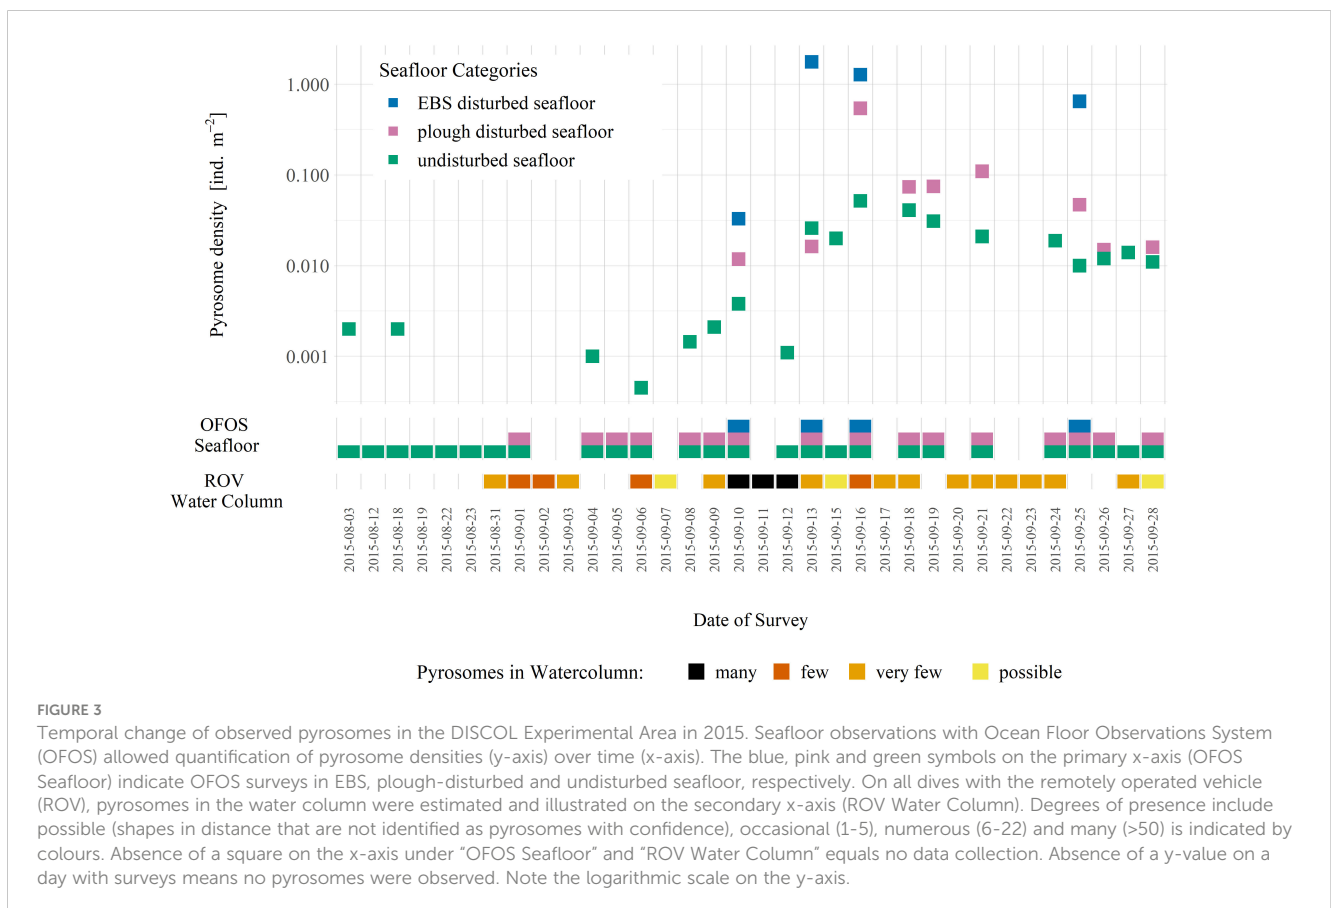 Seafloor Categories
EBS disturbed seafloor
plough disturbed seafloor
undisturbed seafloor
Pyrosome density [ind. m⁻²]
1.000
0.100
0.010
0.001
OFOS
Seafloor
ROV
Water Column
2015-08-03
2015-08-12
2015-08-18
2015-08-19
2015-08-22
2015-08-23
2015-08-31
2015-09-01
2015-09-02
2015-09-03
2015-09-04
2015-09-05
2015-09-06
2015-09-07
2015-09-08
2015-09-09
2015-09-10
2015-09-11
2015-09-12
2015-09-13
2015-09-15
2015-09-16
2015-09-17
2015-09-18
2015-09-19
2015-09-20
2015-09-21
2015-09-22
2015-09-23
2015-09-24
2015-09-25
2015-09-26
2015-09-27
2015-09-28
Date of Survey
Pyrosomes in Watercolumn: many few very few possible
FIGURE 3
Temporal change of observed pyrosomes in the DISCOL Experimental Area in 2015. Seafloor observations with Ocean Floor Observations System
(OFOS) allowed quantification of pyrosome densities (y-axis) over time (x-axis). The blue, pink and green symbols on the primary x-axis (OFOS
Seafloor) indicate OFOS surveys in EBS, plough-disturbed and undisturbed seafloor, respectively. On all dives with the remotely operated vehicle
(ROV), pyrosomes in the water column were estimated and illustrated on the secondary x-axis (ROV Water Column). Degrees of presence include
possible (shapes in distance that are not identified as pyrosomes with confidence), occasional (1-5), numerous (6-22) and many (>50) is indicated by
colours. Absence of a square on the x-axis under “OFOS Seafloor” and “ROV Water Column” equals no data collection. Absence of a y-value on a
day with surveys means no pyrosomes were observed. Note the logarithmic scale on the y-axis.